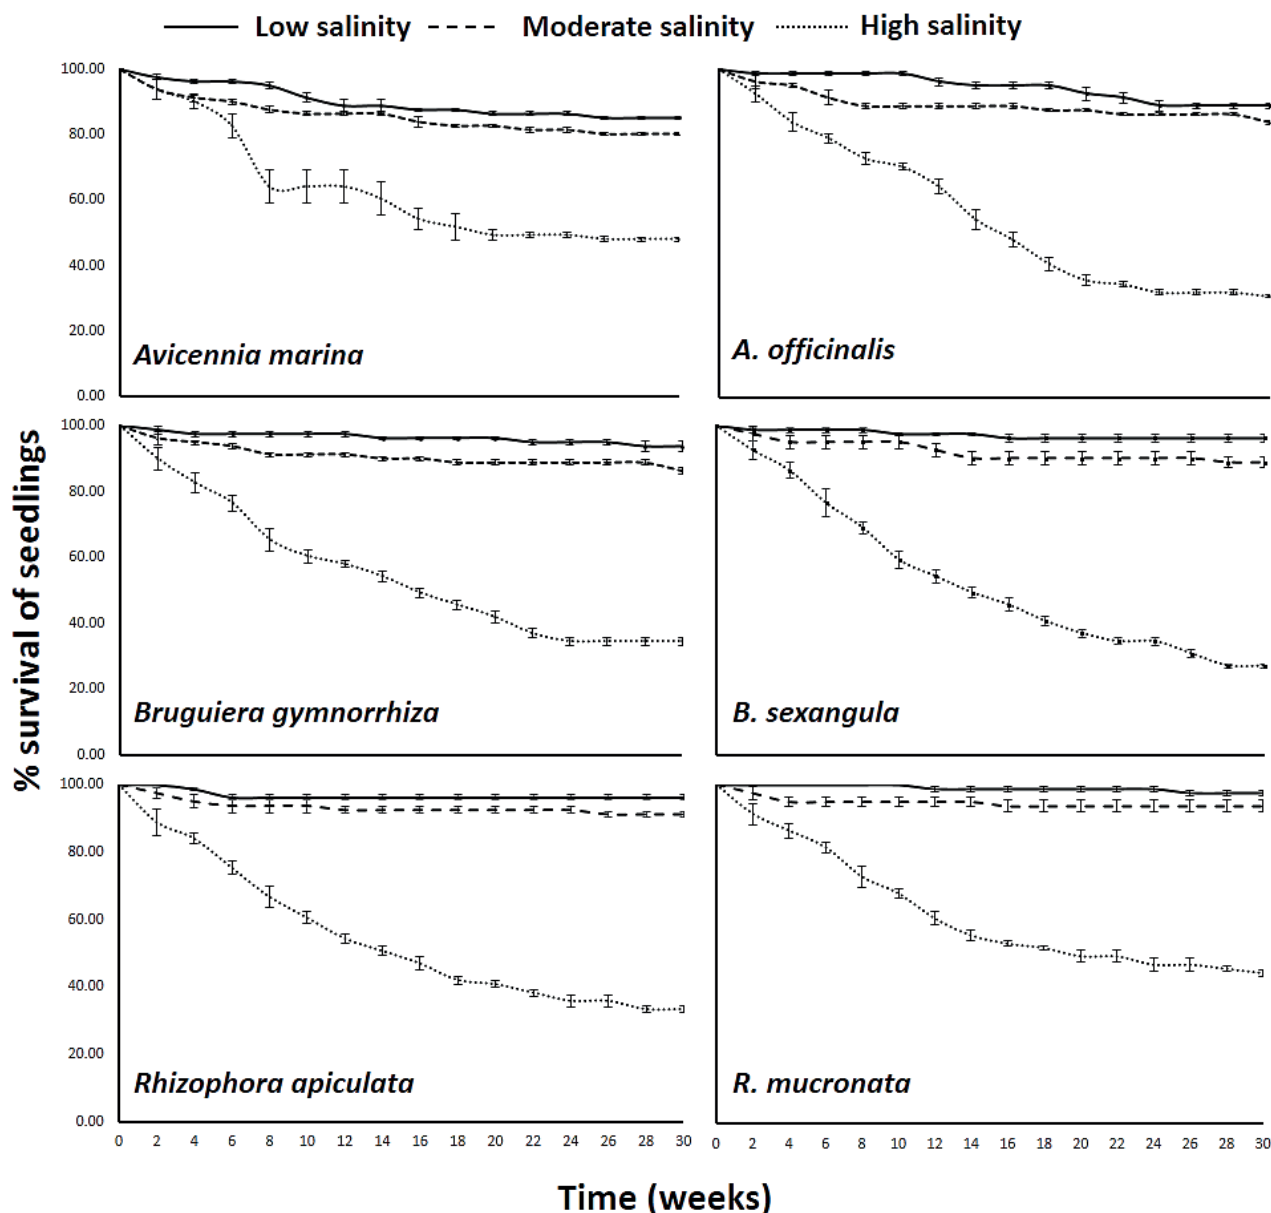 Low salinity Moderate salinity High salinity
% survival of seedlings
100.00
80.00
60.00
40.00
20.00
0.00
Avicennia marina
A. officinalis
100.00
80.00
60.00
40.00
20.00
0.00
Bruguiera gymnorrhiza
B. sexangula
100.00
80.00
60.00
40.00
20.00
0.00
Rhizophora apiculata
R. mucronata
0 2 4 6 8 10 12 14 16 18 20 22 24 26 28 30
0 2 4 6 8 10 12 14 16 18 20 22 24 26 28 30
Time (weeks)